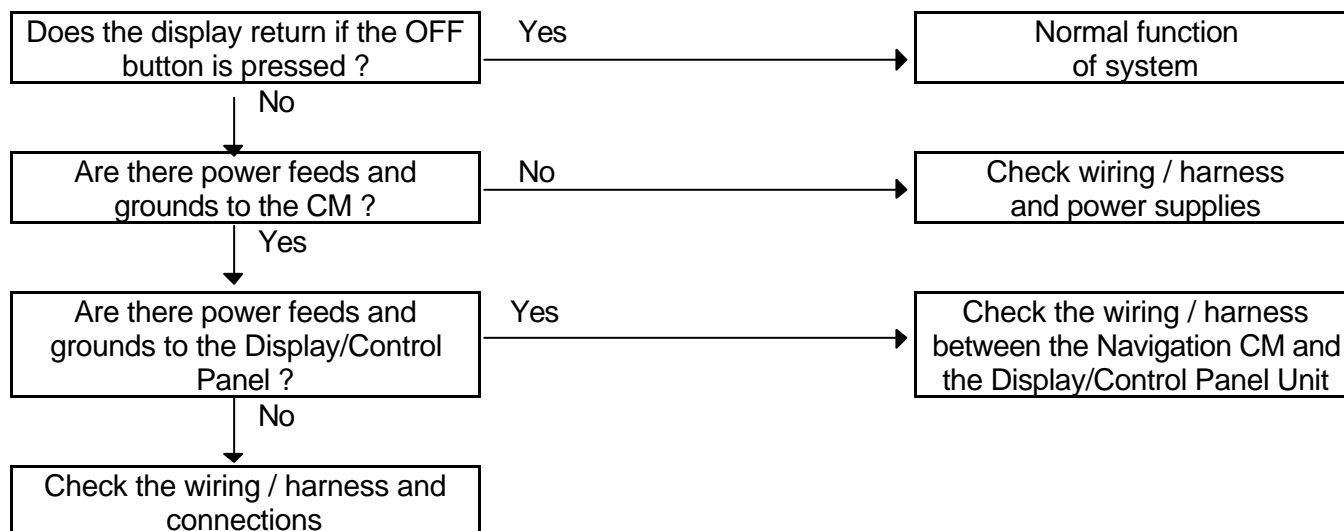 Does the display return if the OFF
button is pressed ?
Yes
Normal function
of system
No
Are there power feeds and
grounds to the CM ?
No
Check wiring / harness
and power supplies
Yes
Are there power feeds and
grounds to the Display/Control
Panel ?
Yes
Check the wiring / harness
between the Navigation CM and
the Display/Control Panel Unit
No
Check the wiring / harness and
connections